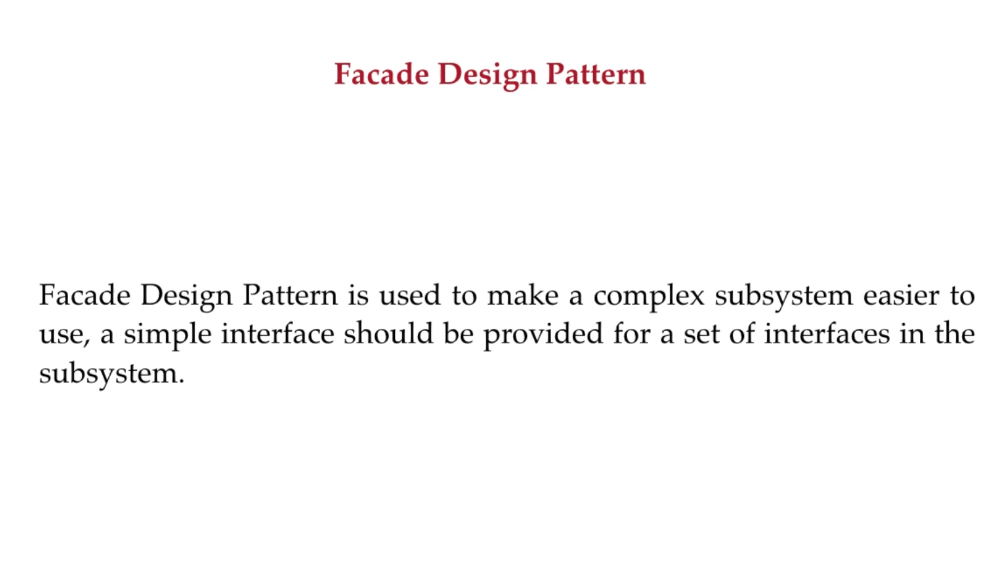 Facade Design Pattern
Facade Design Pattern is used to make a complex subsystem easier to
use, a simple interface should be provided for a set of interfaces in the
subsystem.